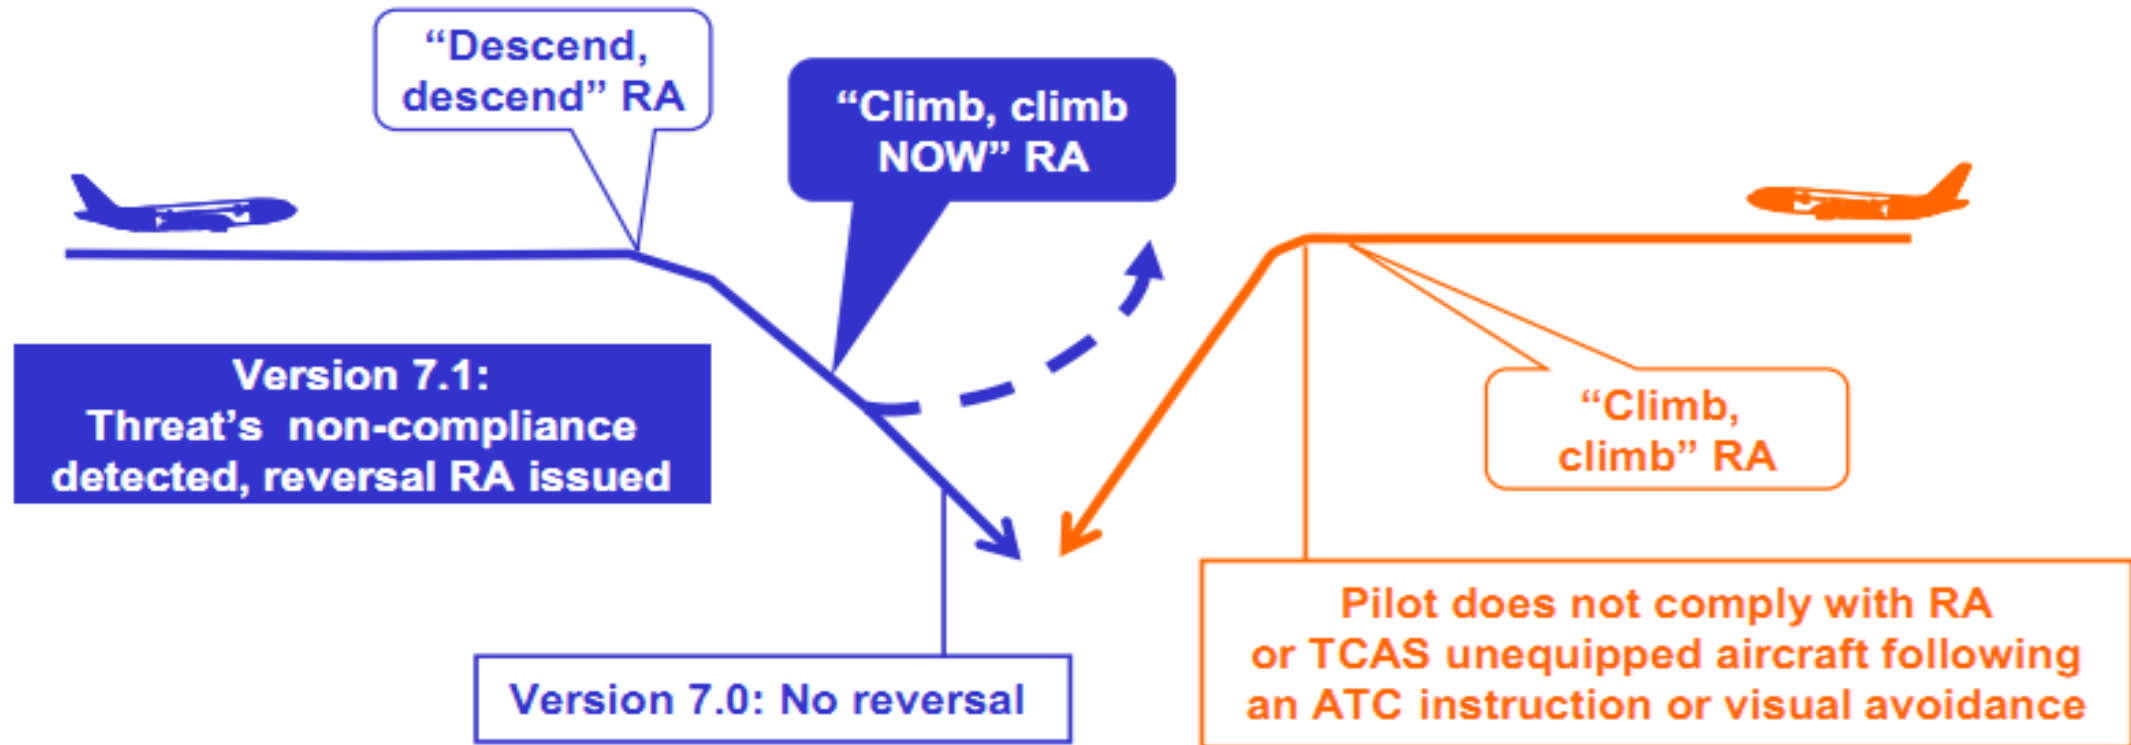 “Descend,
descend” RA
“Climb, climb
NOW” RA
Version 7.1:
Threat’s non-compliance
detected, reversal RA issued
“Climb,
climb” RA
Version 7.0: No reversal
Pilot does not comply with RA
or TCAS unequipped aircraft following
an ATC instruction or visual avoidance